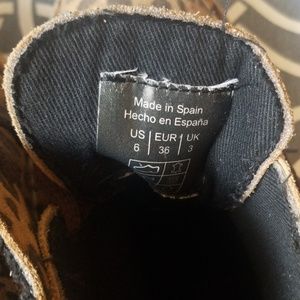 Made in Spain
Hecho en España
US EUR UK
6 36 3